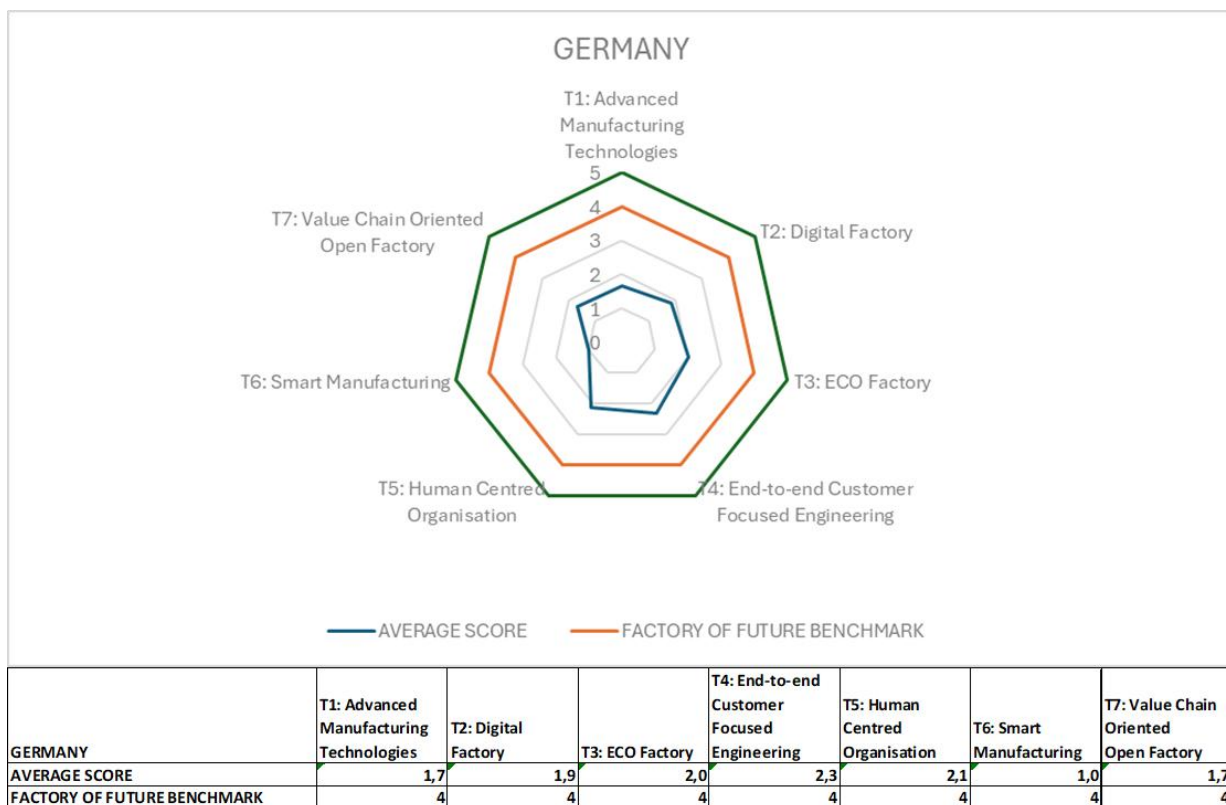 GERMANY
T1: Advanced
Manufacturing
Technologies
5
4
3
2
1
0
T2: Digital Factory
T3: ECO Factory
T4: End-to-end Customer
Focused Engineering
T5: Human Centred
Organisation
T6: Smart Manufacturing
T7: Value Chain Oriented
Open Factory
AVERAGE SCORE FACTORY OF FUTURE BENCHMARK
GERMANY
T1: Advanced
Manufacturing
Technologies
T2: Digital
Factory
T3: ECO Factory
T4: End-to-end
Customer
Focused
Engineering
T5: Human
Centred
Organisation
T6: Smart
Manufacturing
T7: Value Chain
Oriented
Open Factory
AVERAGE SCORE 1,7 1,9 2,0 2,3 2,1 1,0 1,7
FACTORY OF FUTURE BENCHMARK 4 4 4 4 4 4 4